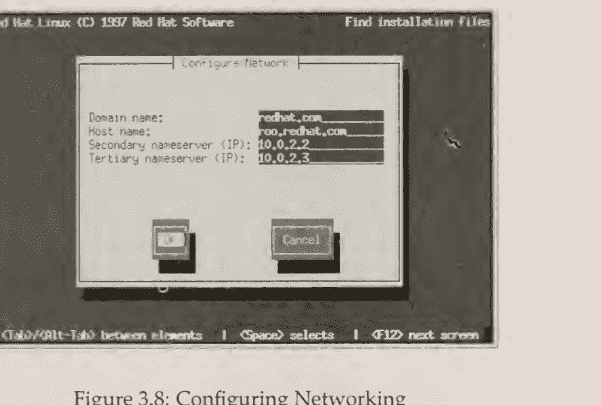 d Hat Linux (C) 1997 Red Hat Software Find installation files
Configure Network
Domain name: redhat.com
Host name: roo.redhat.com
Secondary nameserver (IP): 10.0.2.2
Tertiary nameserver (IP): 10.0.2.3
Ok Cancel
<Tab>/<Alt-Tab> between elements | <Space> selects | <F12> next screen
Figure 3.8: Configuring Networking